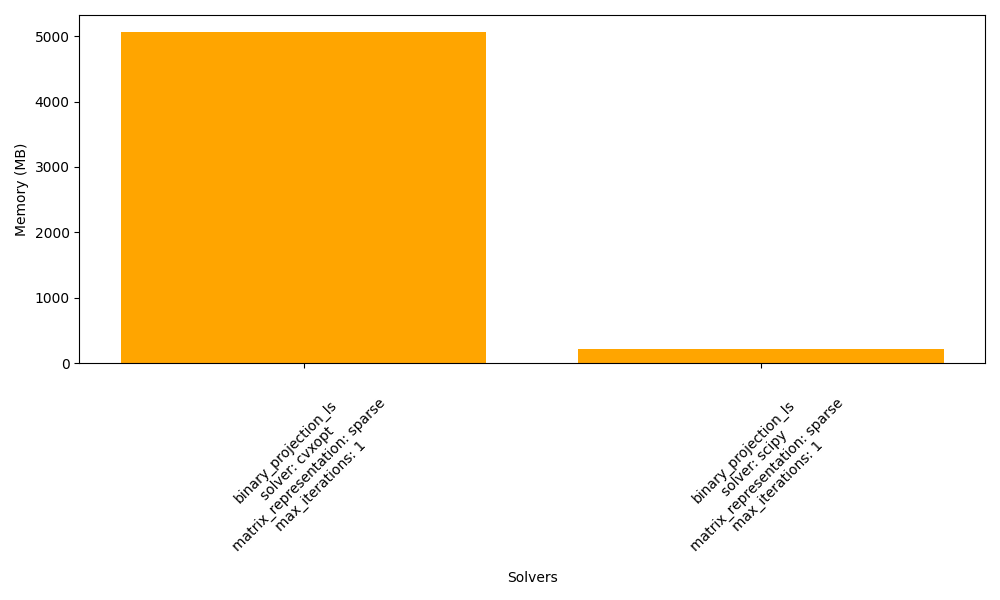 Memory (MB)
5000
4000
3000
2000
1000
0
binary_projection_ls
solver: cvxopt
matrix_representation: sparse
max_iterations: 1
binary_projection_ls
solver: scipy
matrix_representation: sparse
max_iterations: 1
Solvers